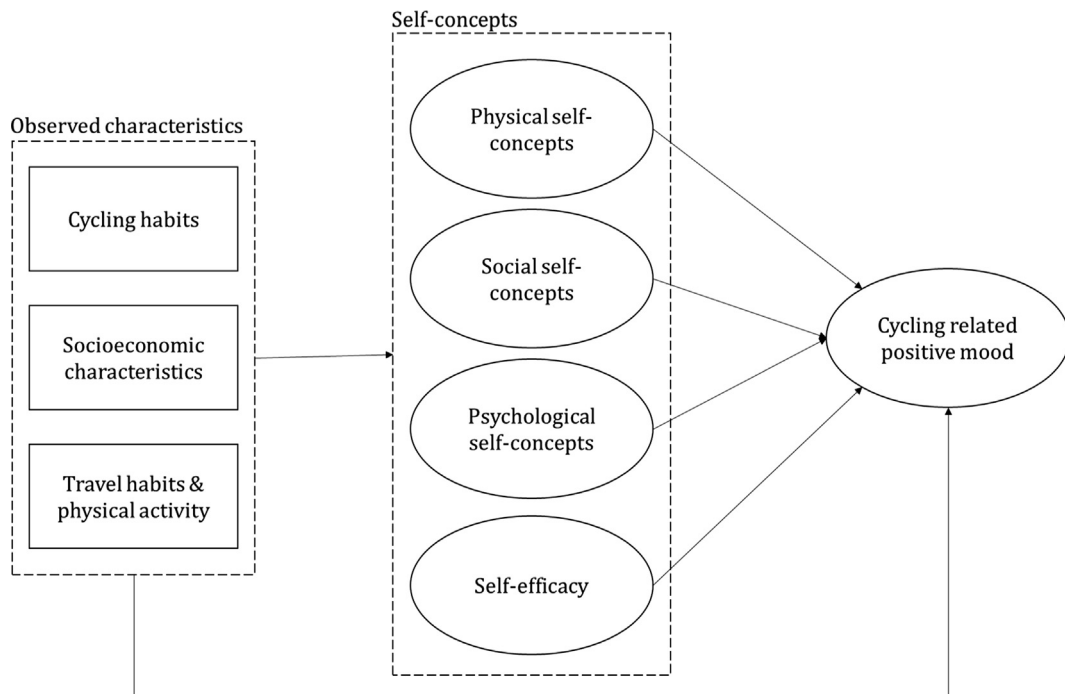 Self-concepts
Physical self-
concepts
Observed characteristics
Cycling habits
Social self-
concepts
Socioeconomic
characteristics
Cycling related
positive mood
Psychological
self-concepts
Travel habits &
physical activity
Self-efficacy